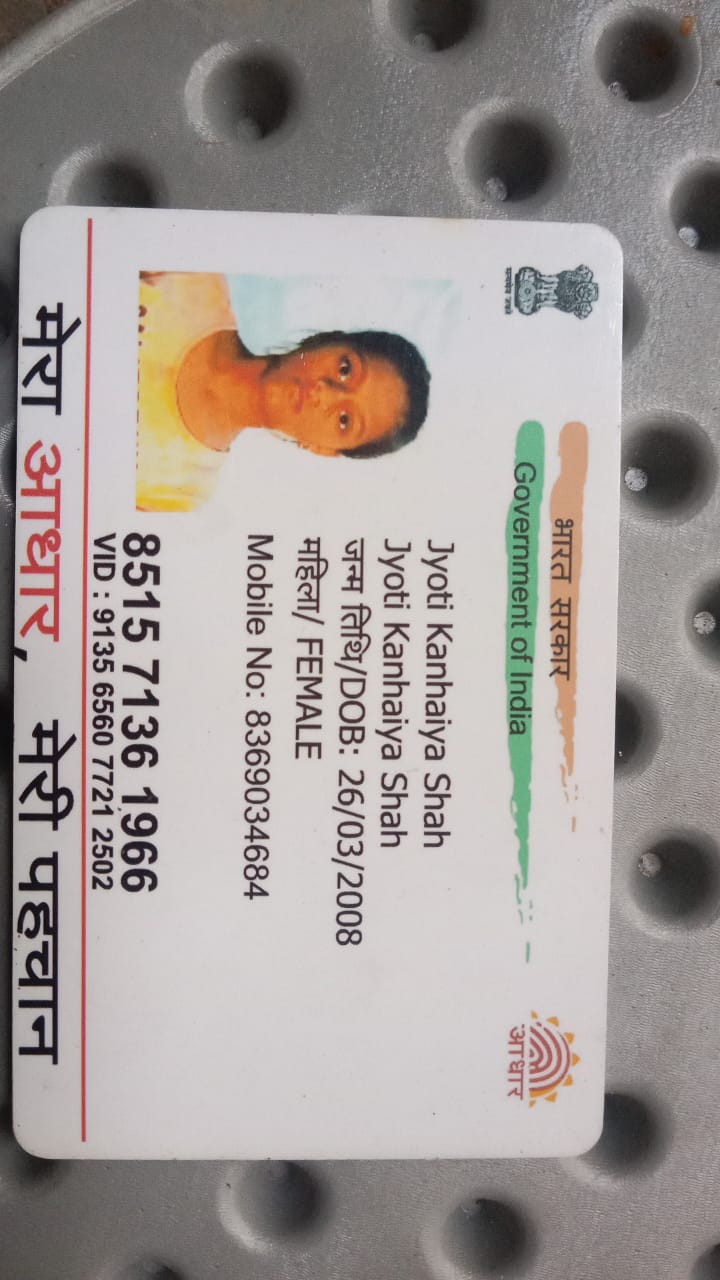 भारत सरकार
Government of India
सत्यमेव जयते
आधार
Jyoti Kanhaiya Shah
Jyoti Kanhaiya Shah
जन्म तिथि/DOB: 26/03/2008
महिला/ FEMALE
Mobile No: 8369034684
8515 7136 1966
VID : 9135 6560 7721 2502
मेरा आधार, मेरी पहचान